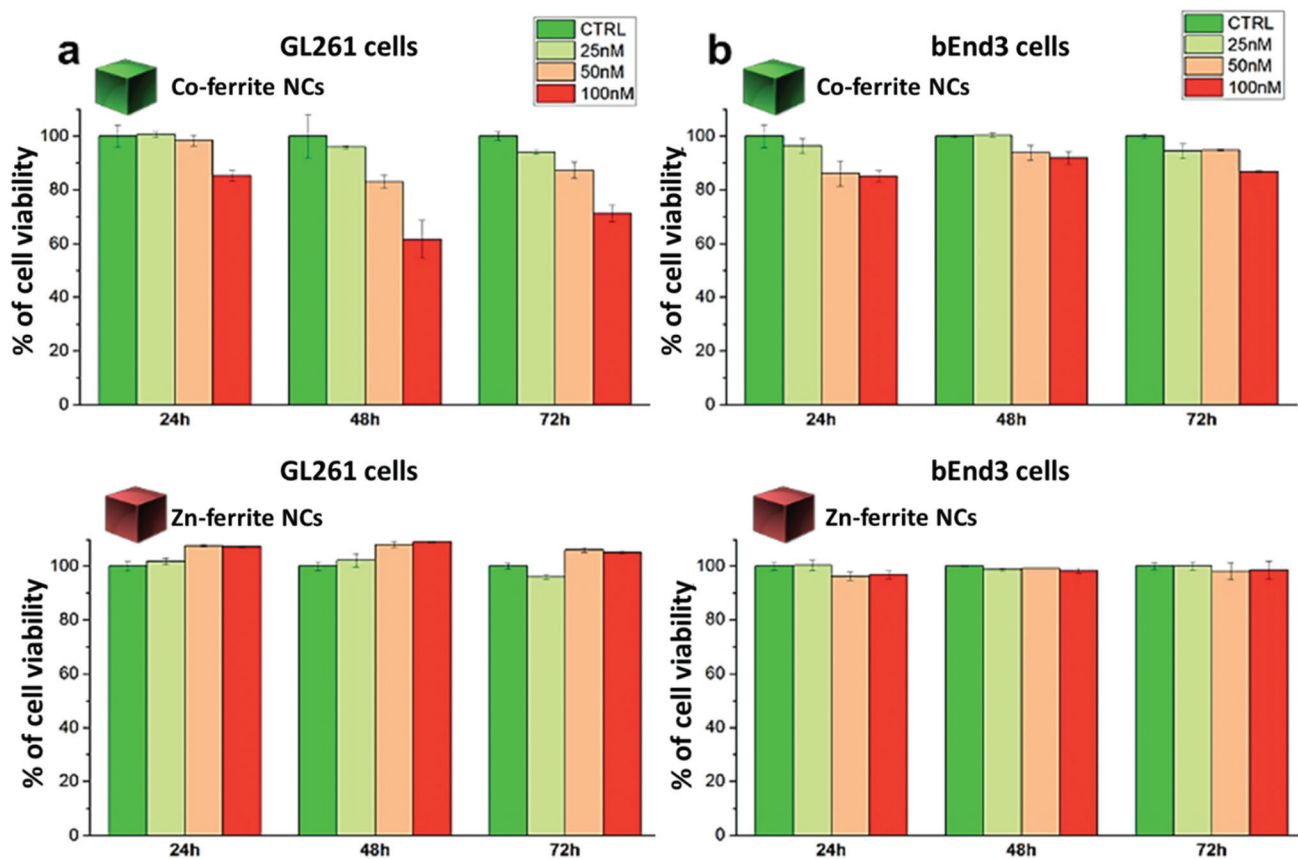 a
GL261 cells
CTRL
25nM
50nM
100nM
Co-ferrite NCs
% of cell viability
100
80
60
40
20
0
24h
48h
72h
b
bEnd3 cells
CTRL
25nM
50nM
100nM
Co-ferrite NCs
% of cell viability
100
80
60
40
20
0
24h
48h
72h
GL261 cells
Zn-ferrite NCs
% of cell viability
100
80
60
40
20
0
24h
48h
72h
bEnd3 cells
Zn-ferrite NCs
% of cell viability
100
80
60
40
20
0
24h
48h
72h